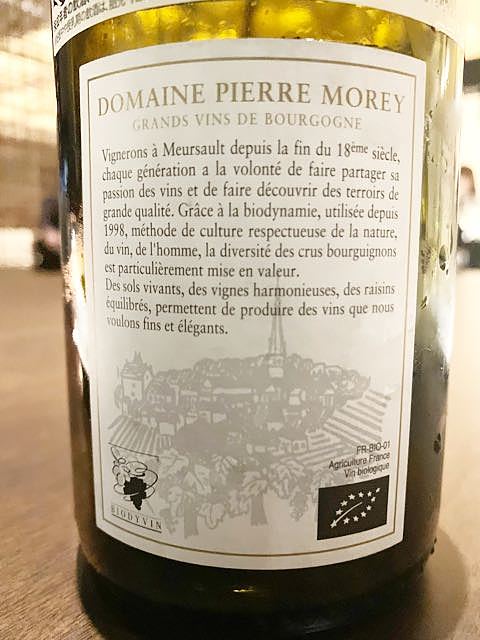 DOMAINE PIERRE MOREY
GRANDS VINS DE BOURGOGNE
Vignerons à Meursault depuis la fin du 18ème siècle,
chaque génération a la volonté de faire partager sa
passion des vins et de faire découvrir des terroirs de
grande qualité. Grâce à la biodynamie, utilisée depuis
1998, méthode de culture respectueuse de la nature,
du vin, de l'homme, la diversité des crus bourguignons
est particulièrement mise en valeur.
Des sols vivants, des vignes harmonieuses, des raisins
équilibrés, permettent de produire des vins que nous
voulons fins et élégants.
FR-BIO-01
Agriculture France
Vin biologique
BIODYVIN